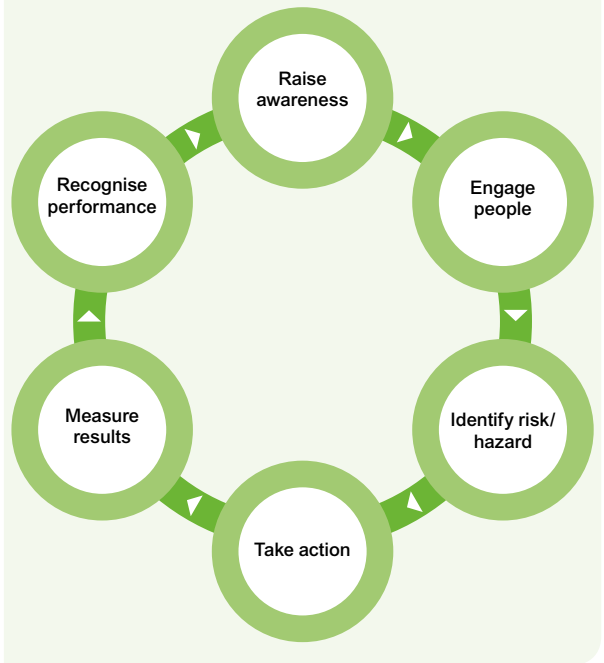 Raise
awareness
Engage
people
Identify risk/
hazard
Take action
Measure
results
Recognise
performance